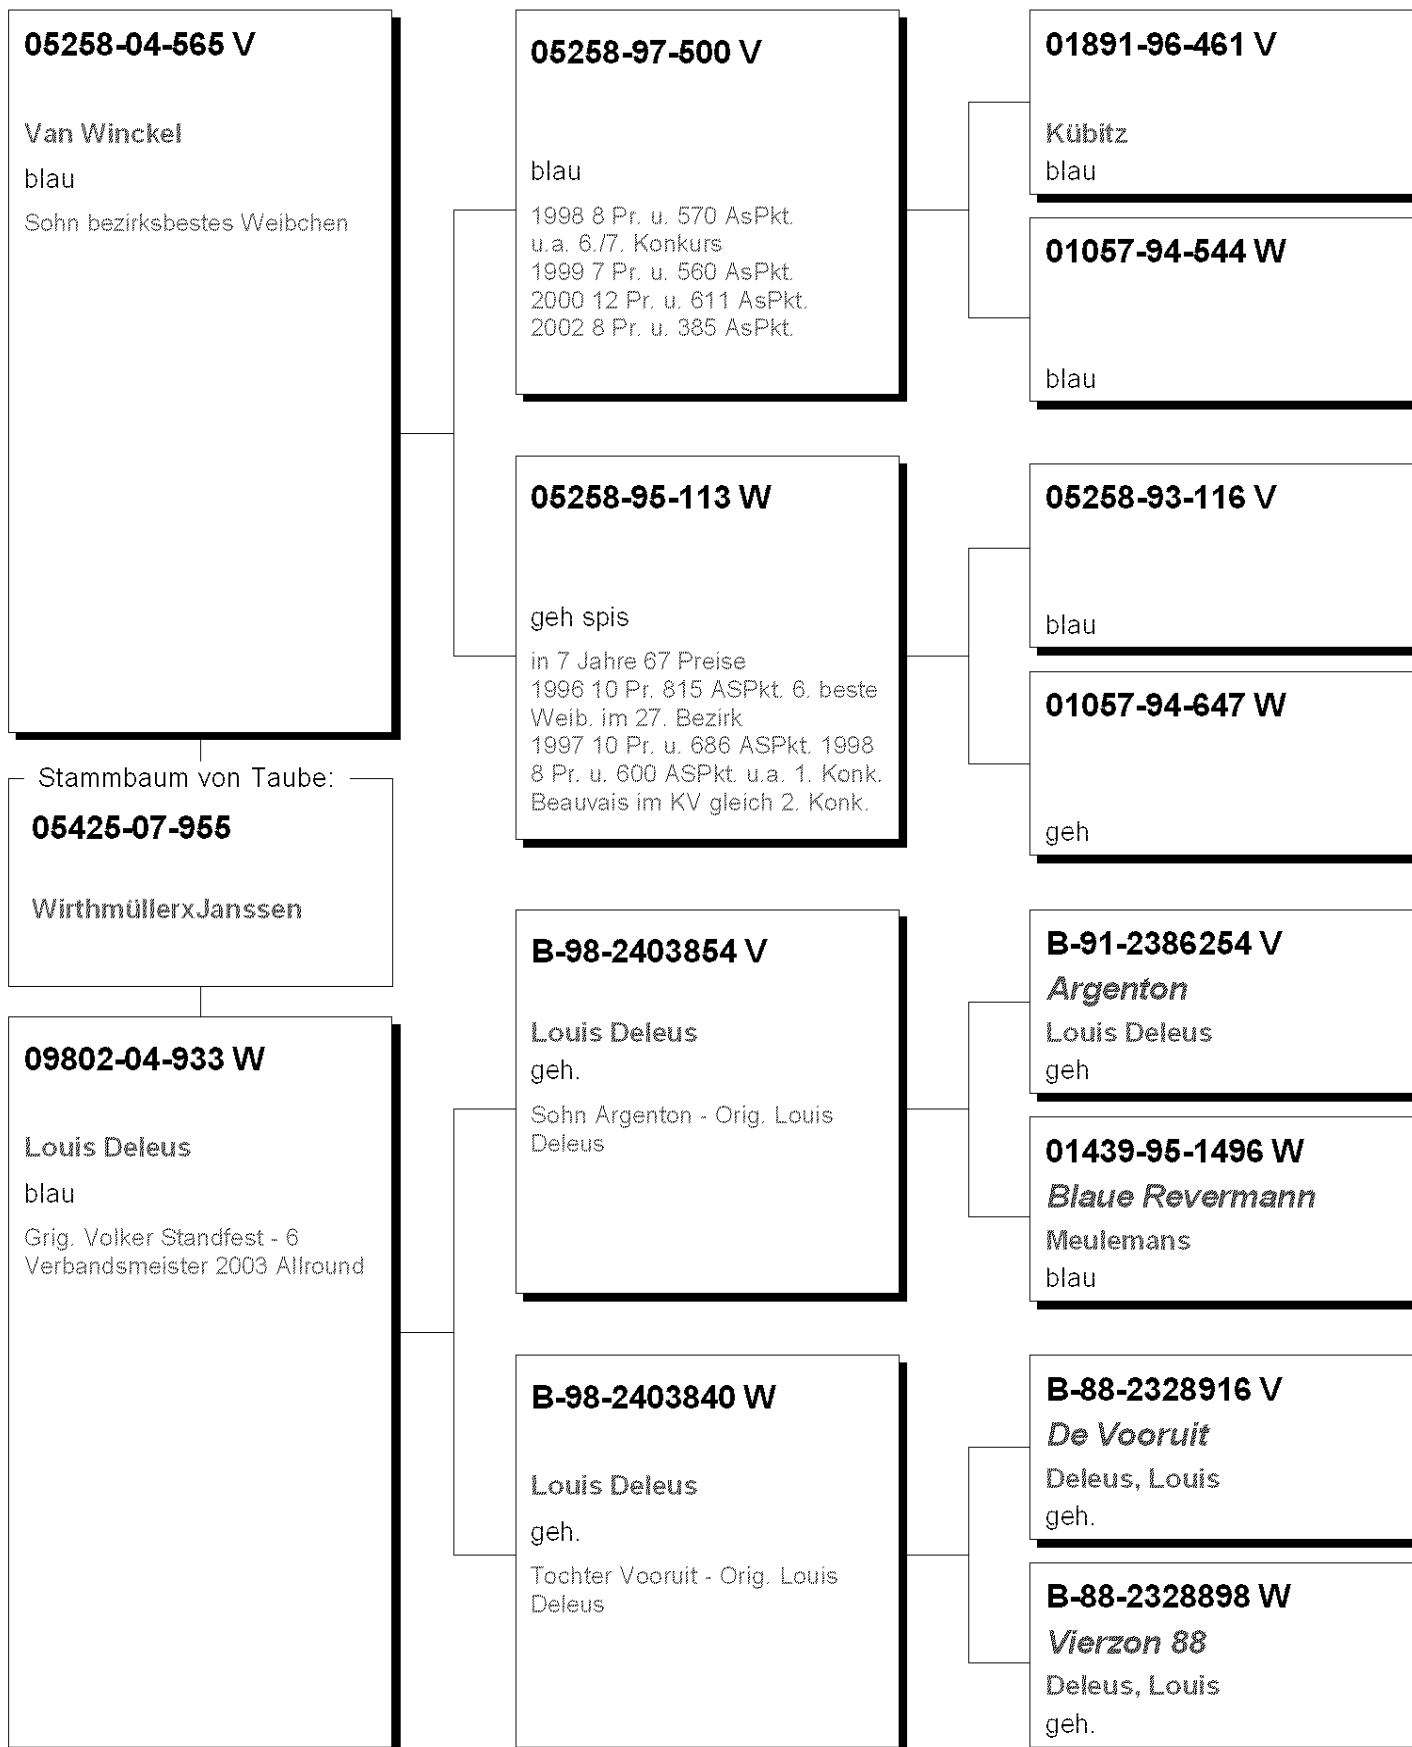 05258-04-565 V
Van Winckel
blau
Sohn bezirksbestes Weibchen
Stammbaum von Taube:
05425-07-955
WirthmüllerxJanssen
09802-04-933 W
Louis Deleus
blau
Grig. Volker Standfest - 6
Verbandsmeister 2003 Allround
05258-97-500 V
blau
1998 8 Pr. u. 570 AsPkt.
u.a. 6./7. Konkurs
1999 7 Pr. u. 560 AsPkt.
2000 12 Pr. u. 611 AsPkt.
2002 8 Pr. u. 385 AsPkt.
05258-95-113 W
geh spis
in 7 Jahre 67 Preise
1996 10 Pr. 815 ASPkt. 6. beste
Weib. im 27. Bezirk
1997 10 Pr. u. 686 ASPkt. 1998
8 Pr. u. 600 ASPkt. u.a. 1. Konk.
Beauvais im KV gleich 2. Konk.
B-98-2403854 V
Louis Deleus
geh.
Sohn Argenton - Orig. Louis
Deleus
B-98-2403840 W
Louis Deleus
geh.
Tochter Vooruit - Orig. Louis
Deleus
01891-96-461 V
Kübitz
blau
01057-94-544 W
blau
05258-93-116 V
blau
01057-94-647 W
geh
B-91-2386254 V
Argenton
Louis Deleus
geh
01439-95-1496 W
Blaue Revermann
Meulemans
blau
B-88-2328916 V
De Vooruit
Deleus, Louis
geh.
B-88-2328898 W
Vierzon 88
Deleus, Louis
geh.